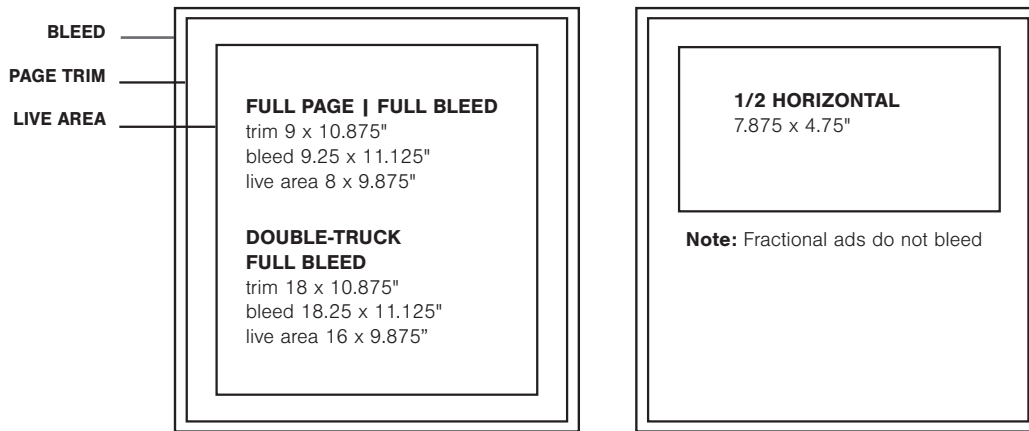 BLEED
PAGE TRIM
LIVE AREA
FULL PAGE | FULL BLEED
trim 9 x 10.875"
bleed 9.25 x 11.125"
live area 8 x 9.875"
DOUBLE-TRUCK
FULL BLEED
trim 18 x 10.875"
bleed 18.25 x 11.125"
live area 16 x 9.875”
1/2 HORIZONTAL
7.875 x 4.75"
Note: Fractional ads do not bleed